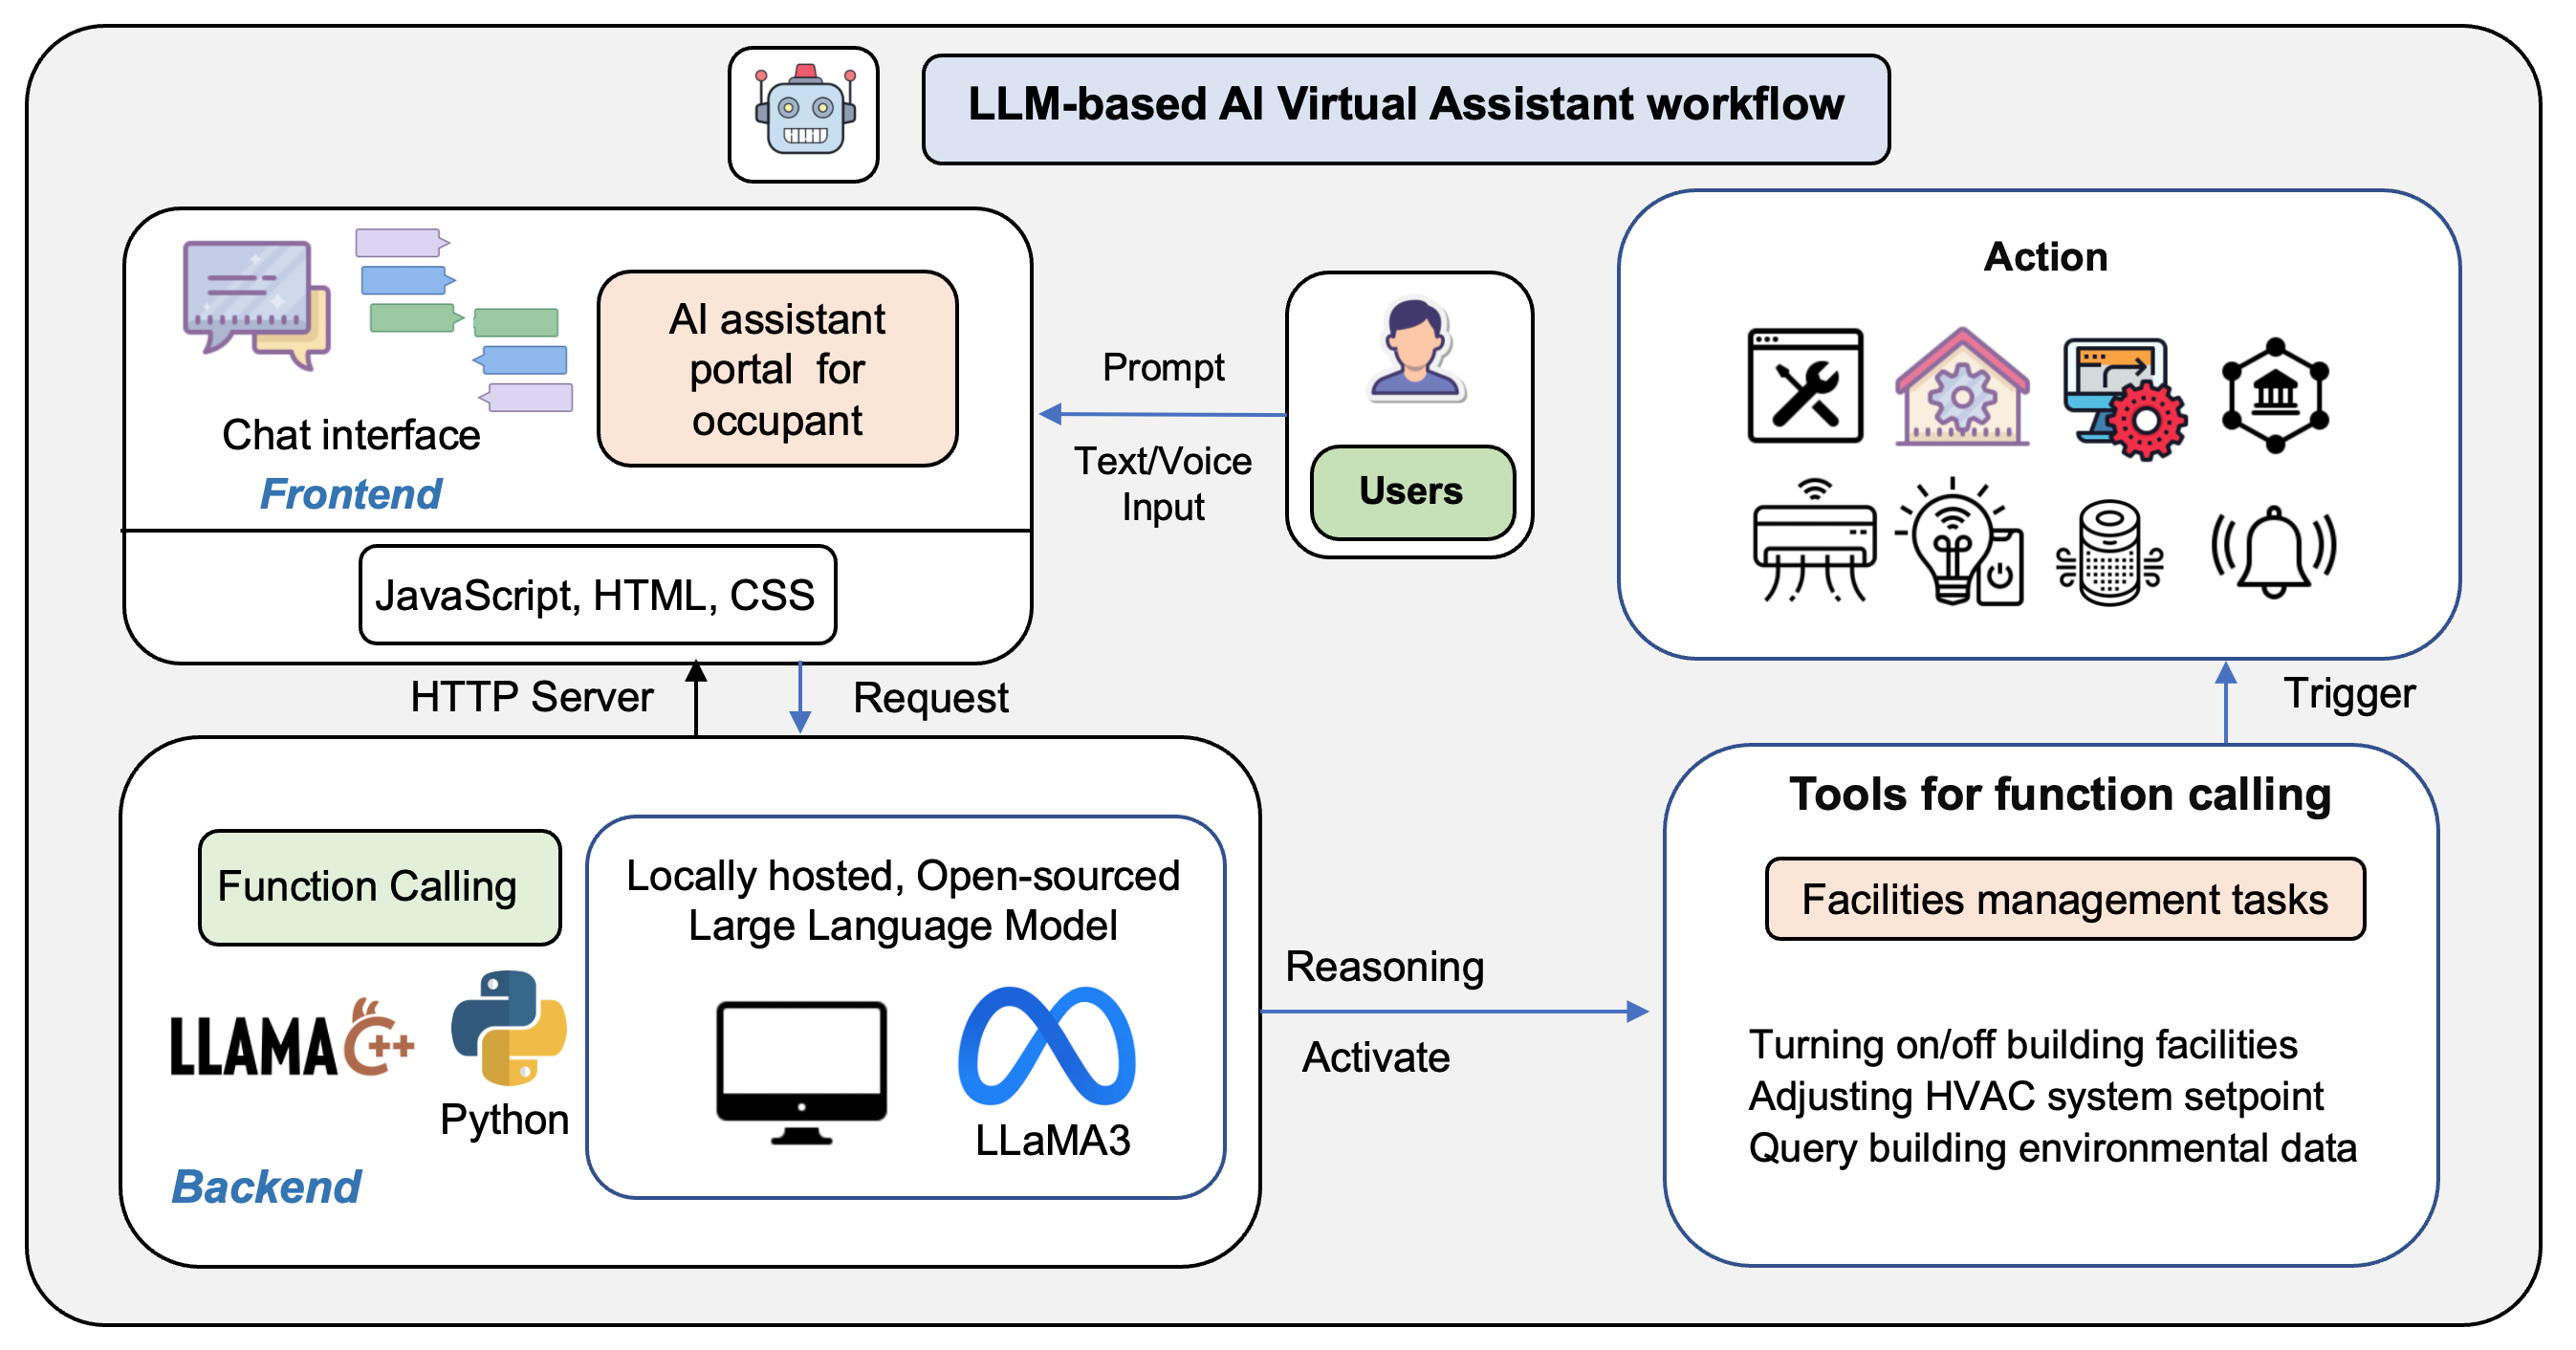 LLM-based AI Virtual Assistant workflow
AI assistant
portal for
occupant
Chat interface
Frontend
JavaScript, HTML, CSS
Prompt
Text/Voice
Input
Users
Action
HTTP Server
Request
Trigger
Function Calling
LLAMA C++
Python
Backend
Locally hosted, Open-sourced
Large Language Model
LLaMA3
Reasoning
Activate
Tools for function calling
Facilities management tasks
Turning on/off building facilities
Adjusting HVAC system setpoint
Query building environmental data